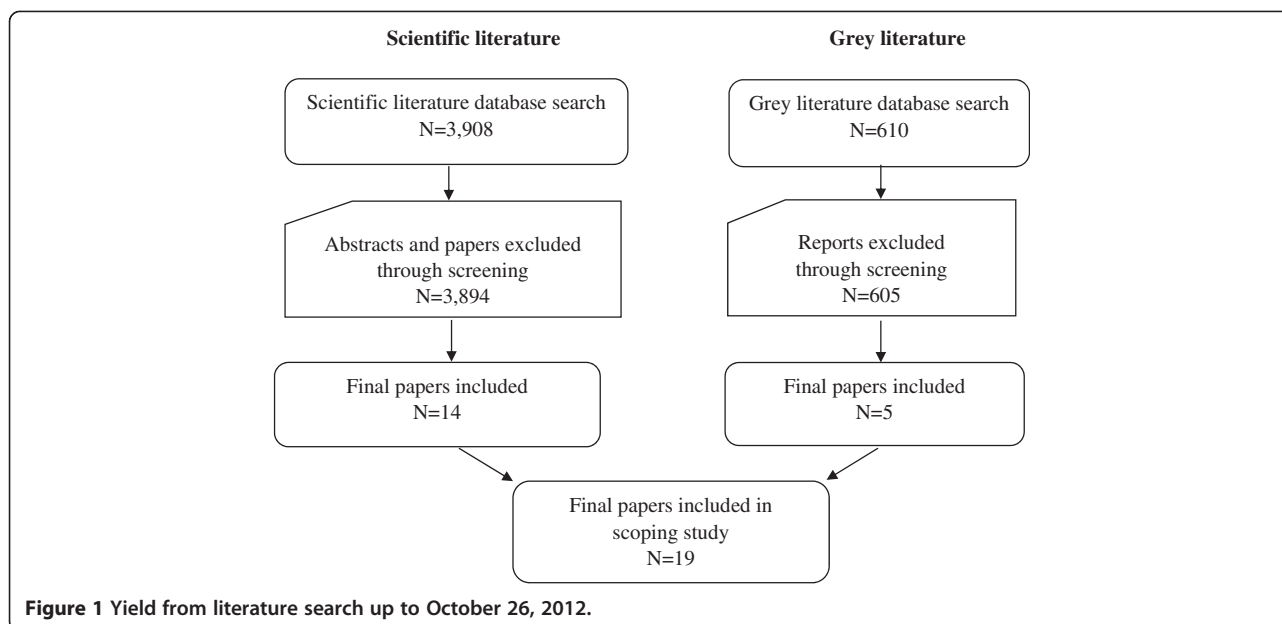 Scientific literature
Grey literature
Scientific literature database search
N=3,908
Grey literature database search
N=610
Abstracts and papers excluded
through screening
N=3,894
Reports excluded
through screening
N=605
Final papers included
N=14
Final papers included
N=5
Final papers included in
scoping study
N=19
Figure 1 Yield from literature search up to October 26, 2012.